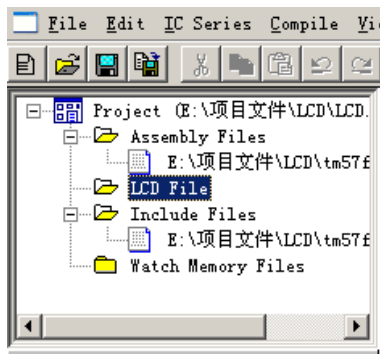 File Edit IC Series Compile Vi
Project (E:\项目文件\LCD\LCD.
Assembly Files
E:\项目文件\LCD\tm57f
LCD File
Include Files
E:\项目文件\LCD\tm57f
Watch Memory Files